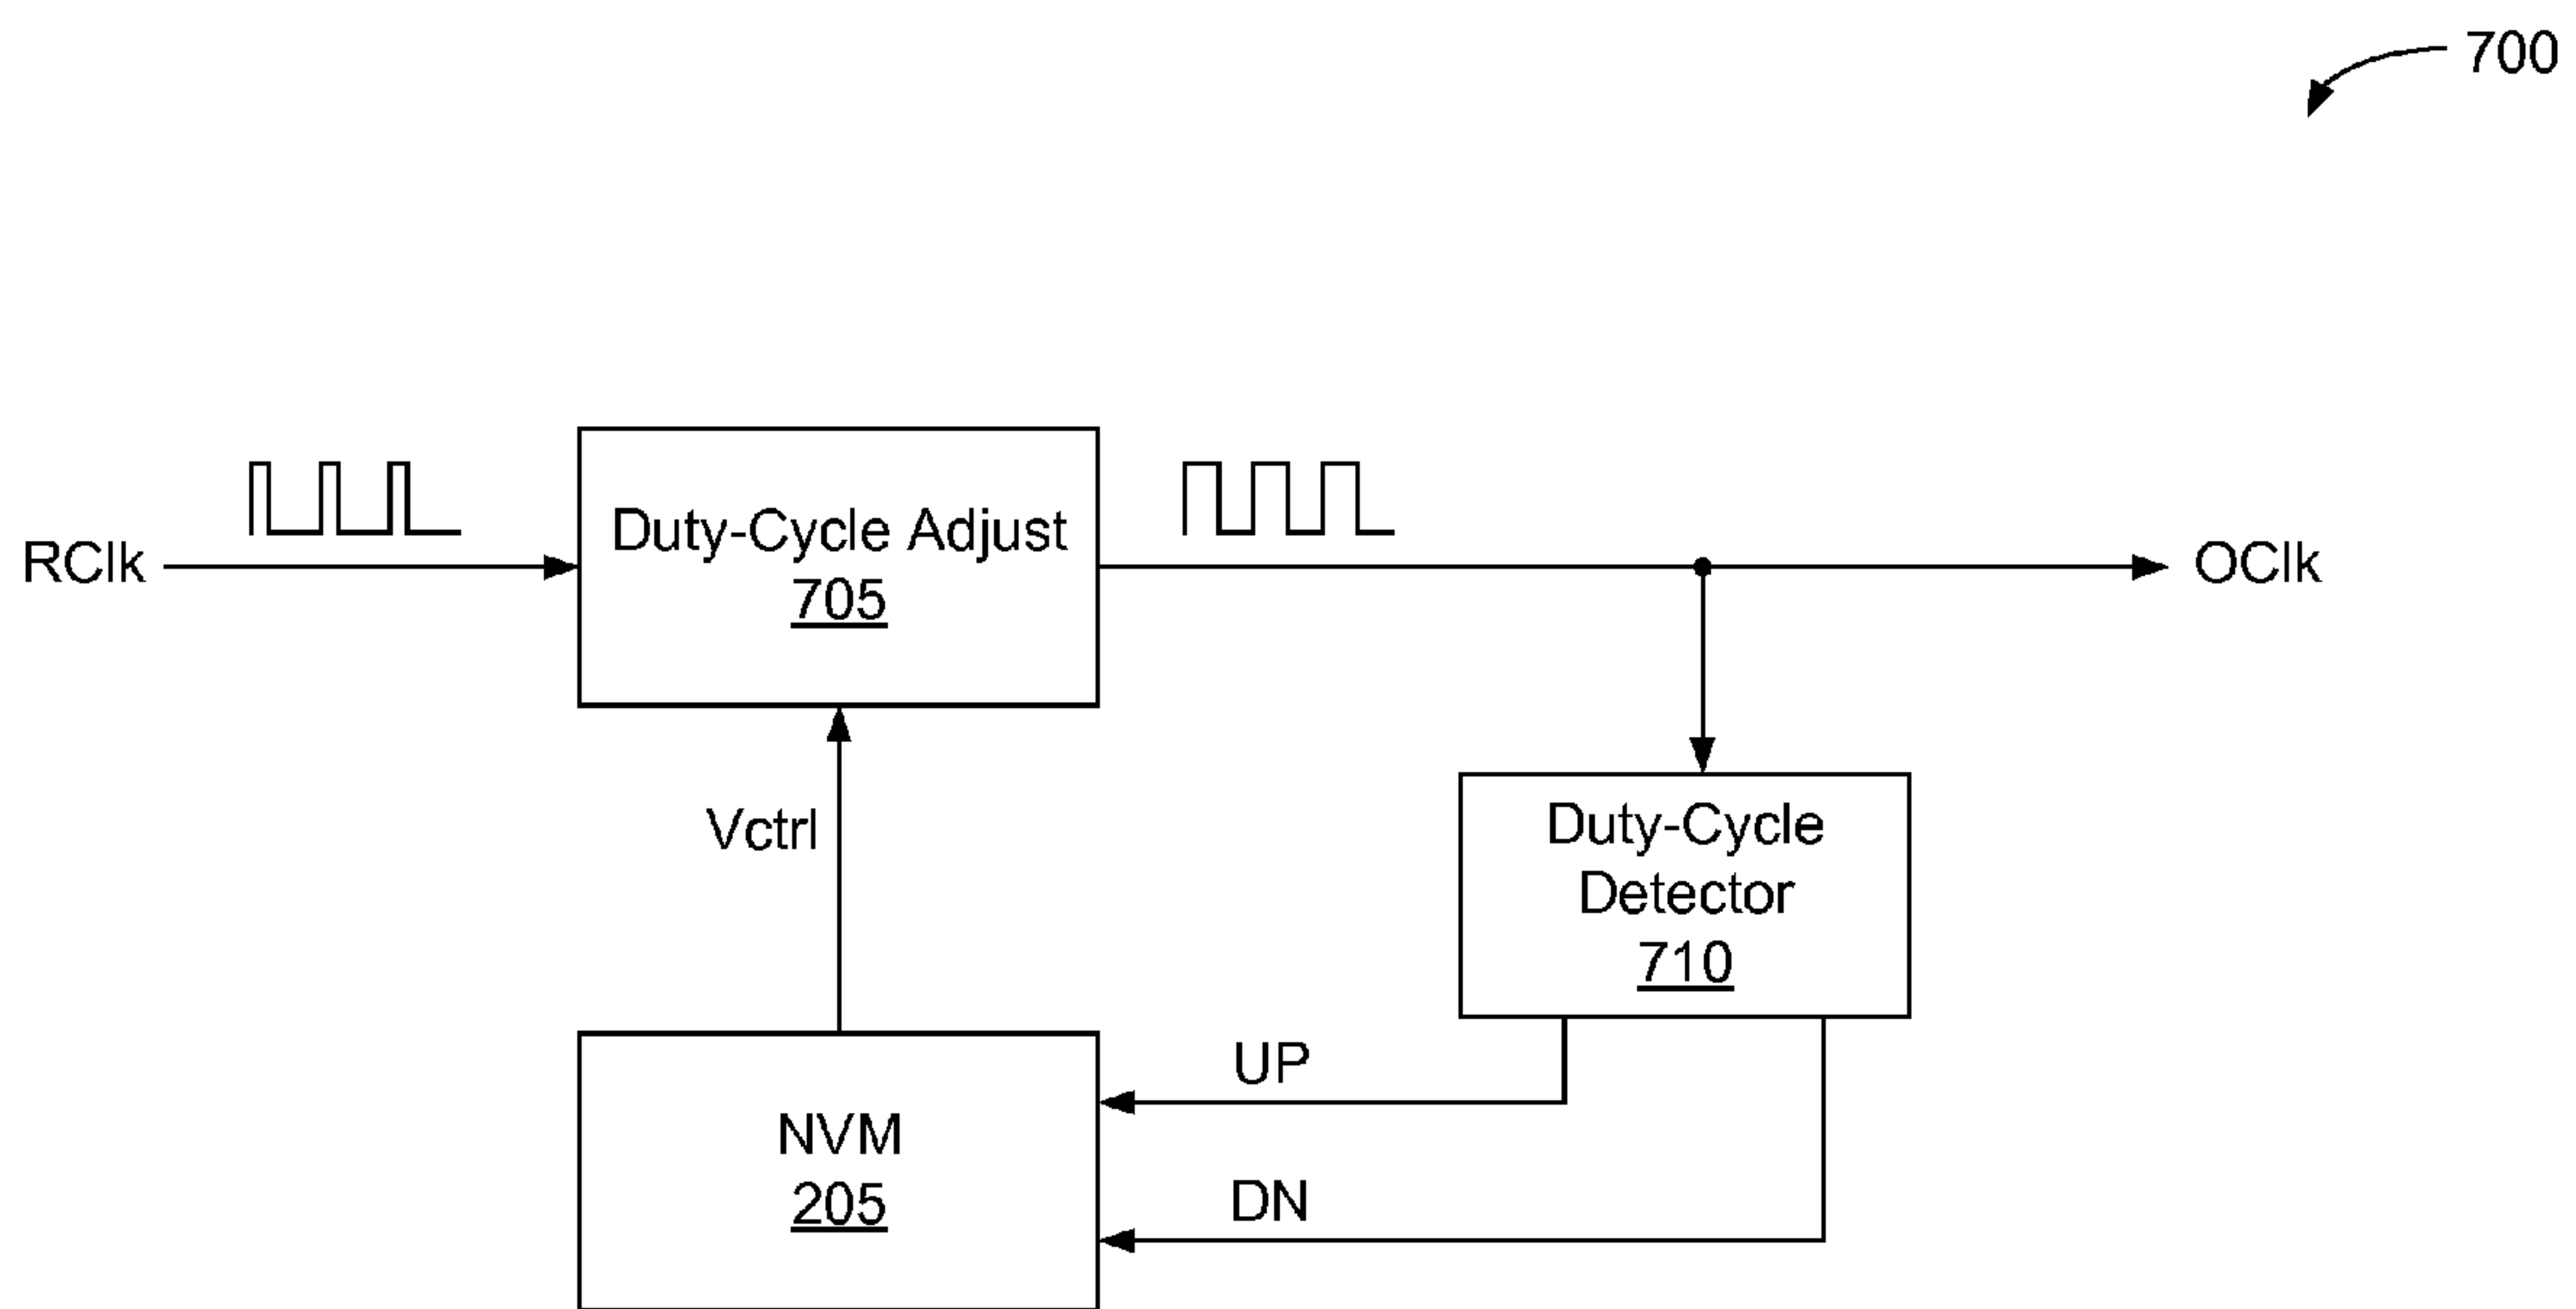 700
RClk
Duty-Cycle Adjust
705
OClk
Vctrl
Duty-Cycle
Detector
710
UP
NVM
205
DN